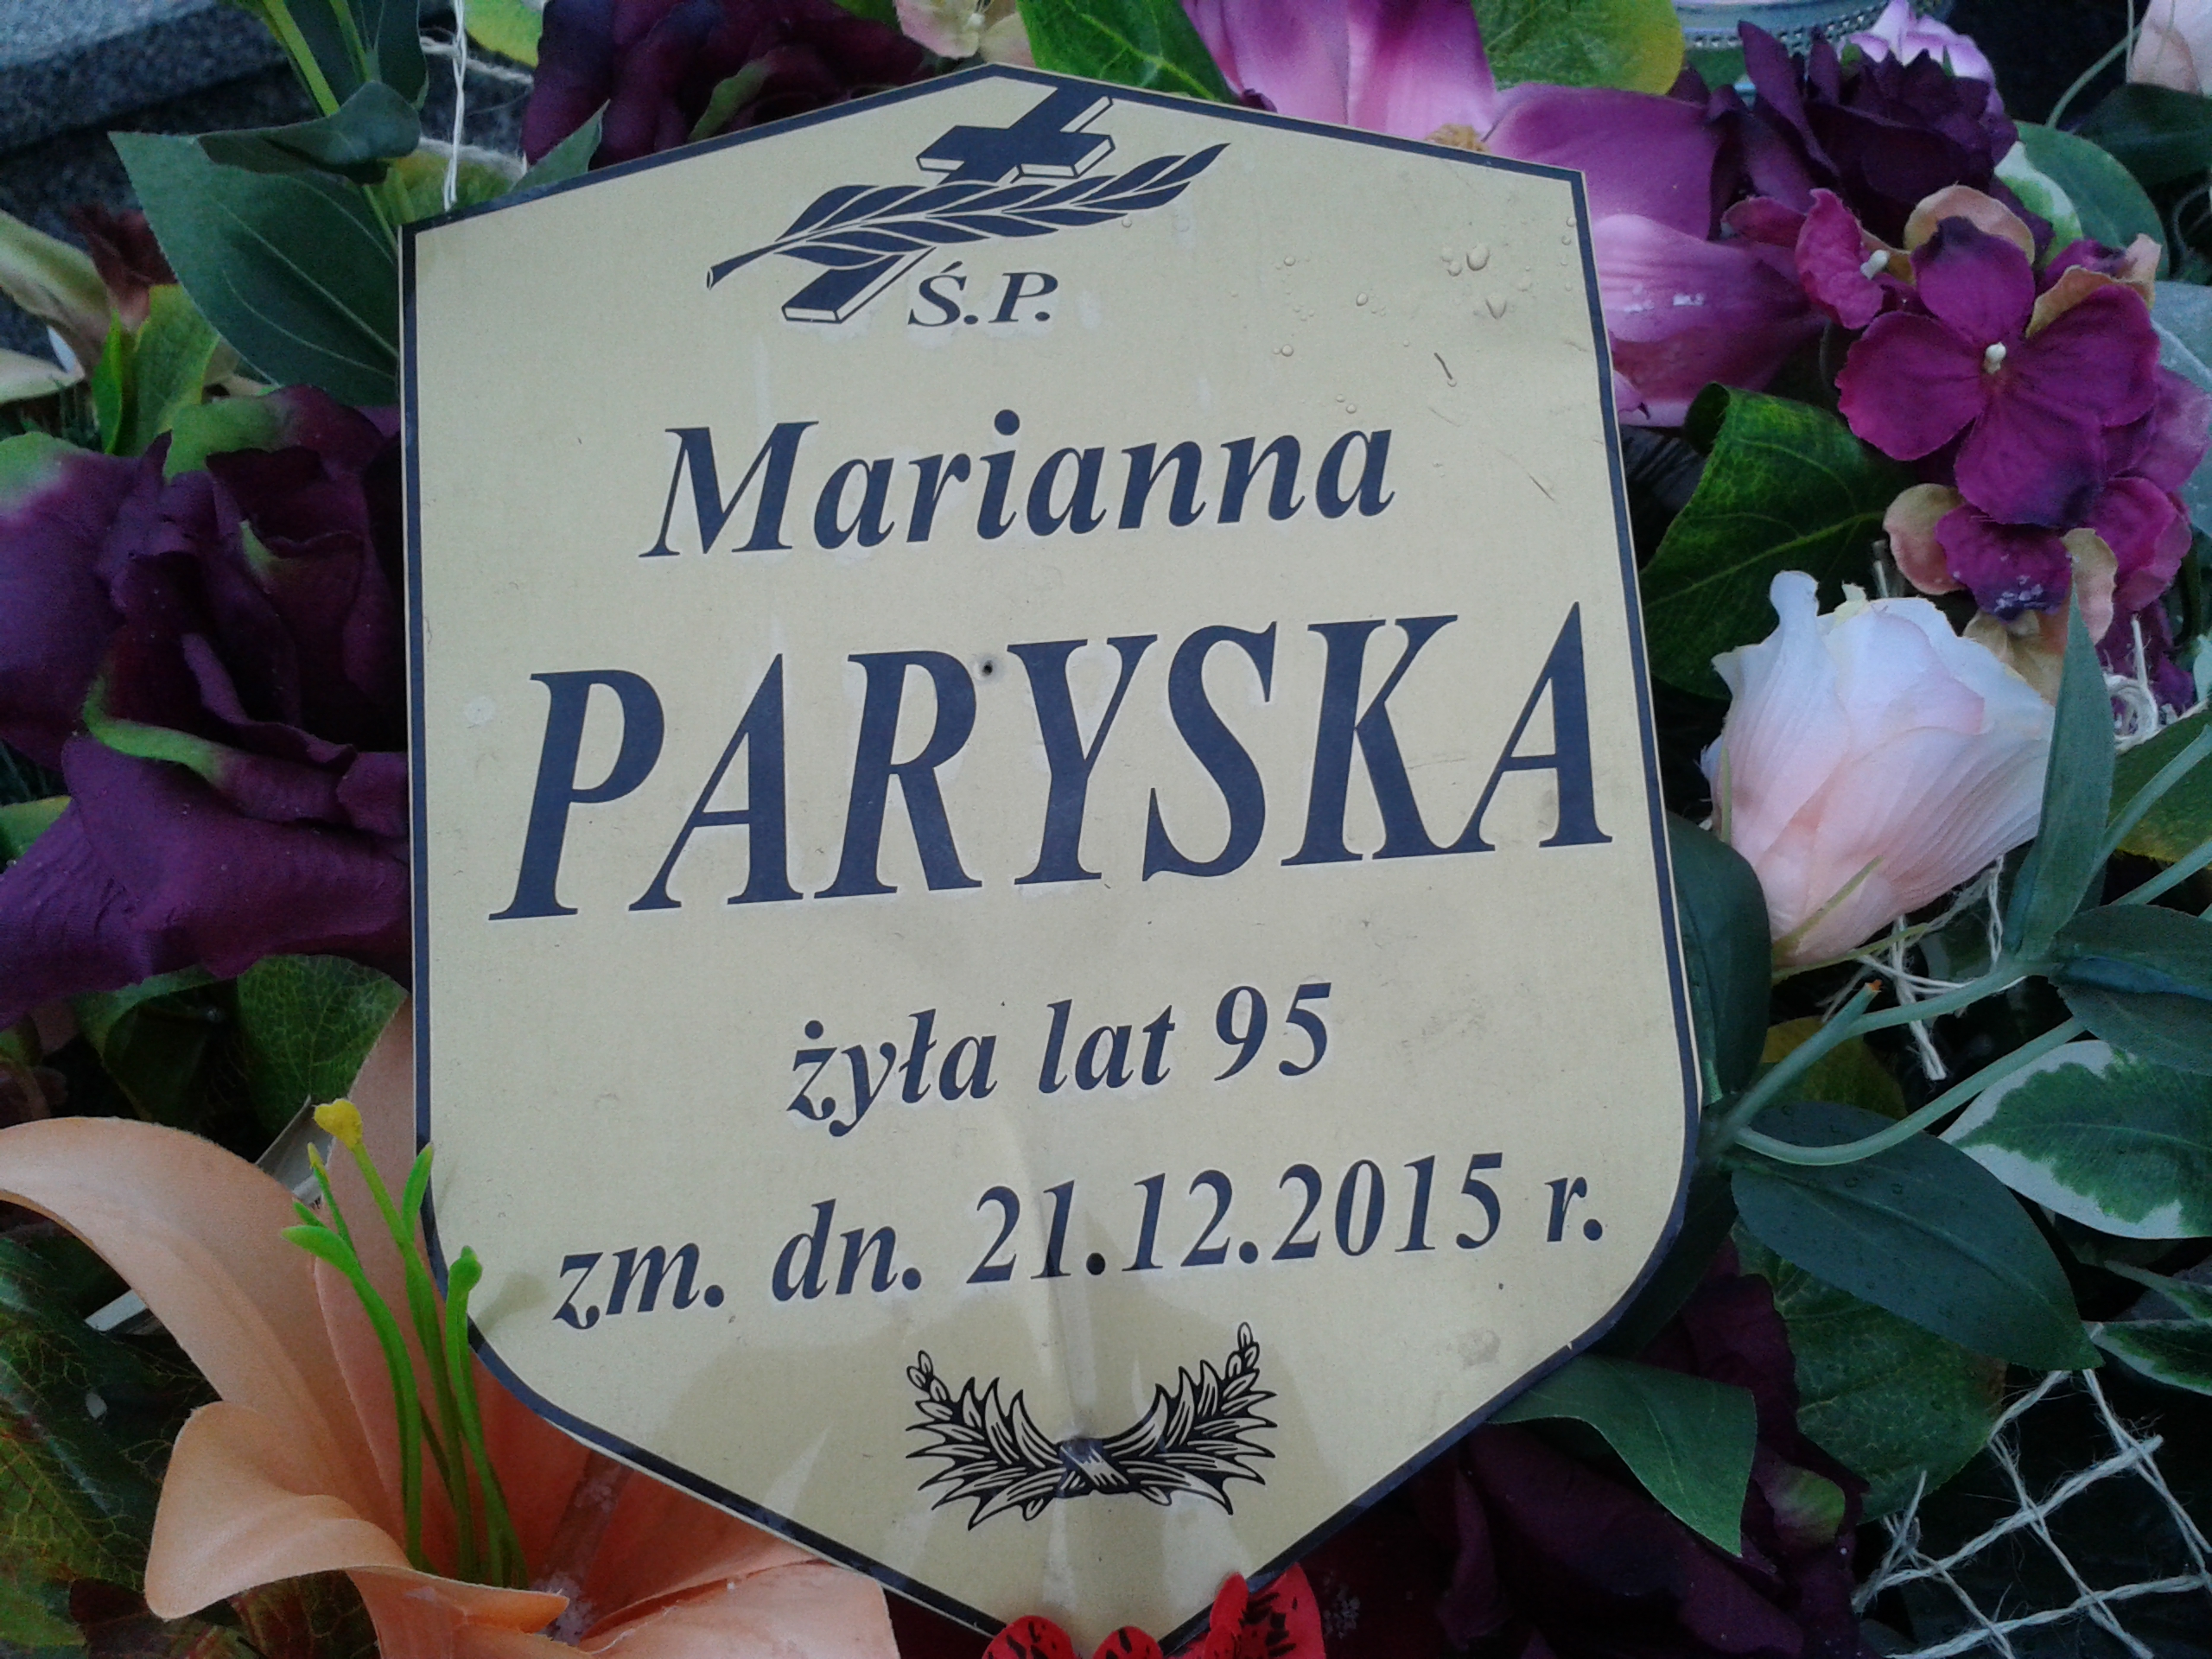 Ś.P.
Marianna
PARYSKA
żyła lat 95
zm. dn. 21.12.2015 r.